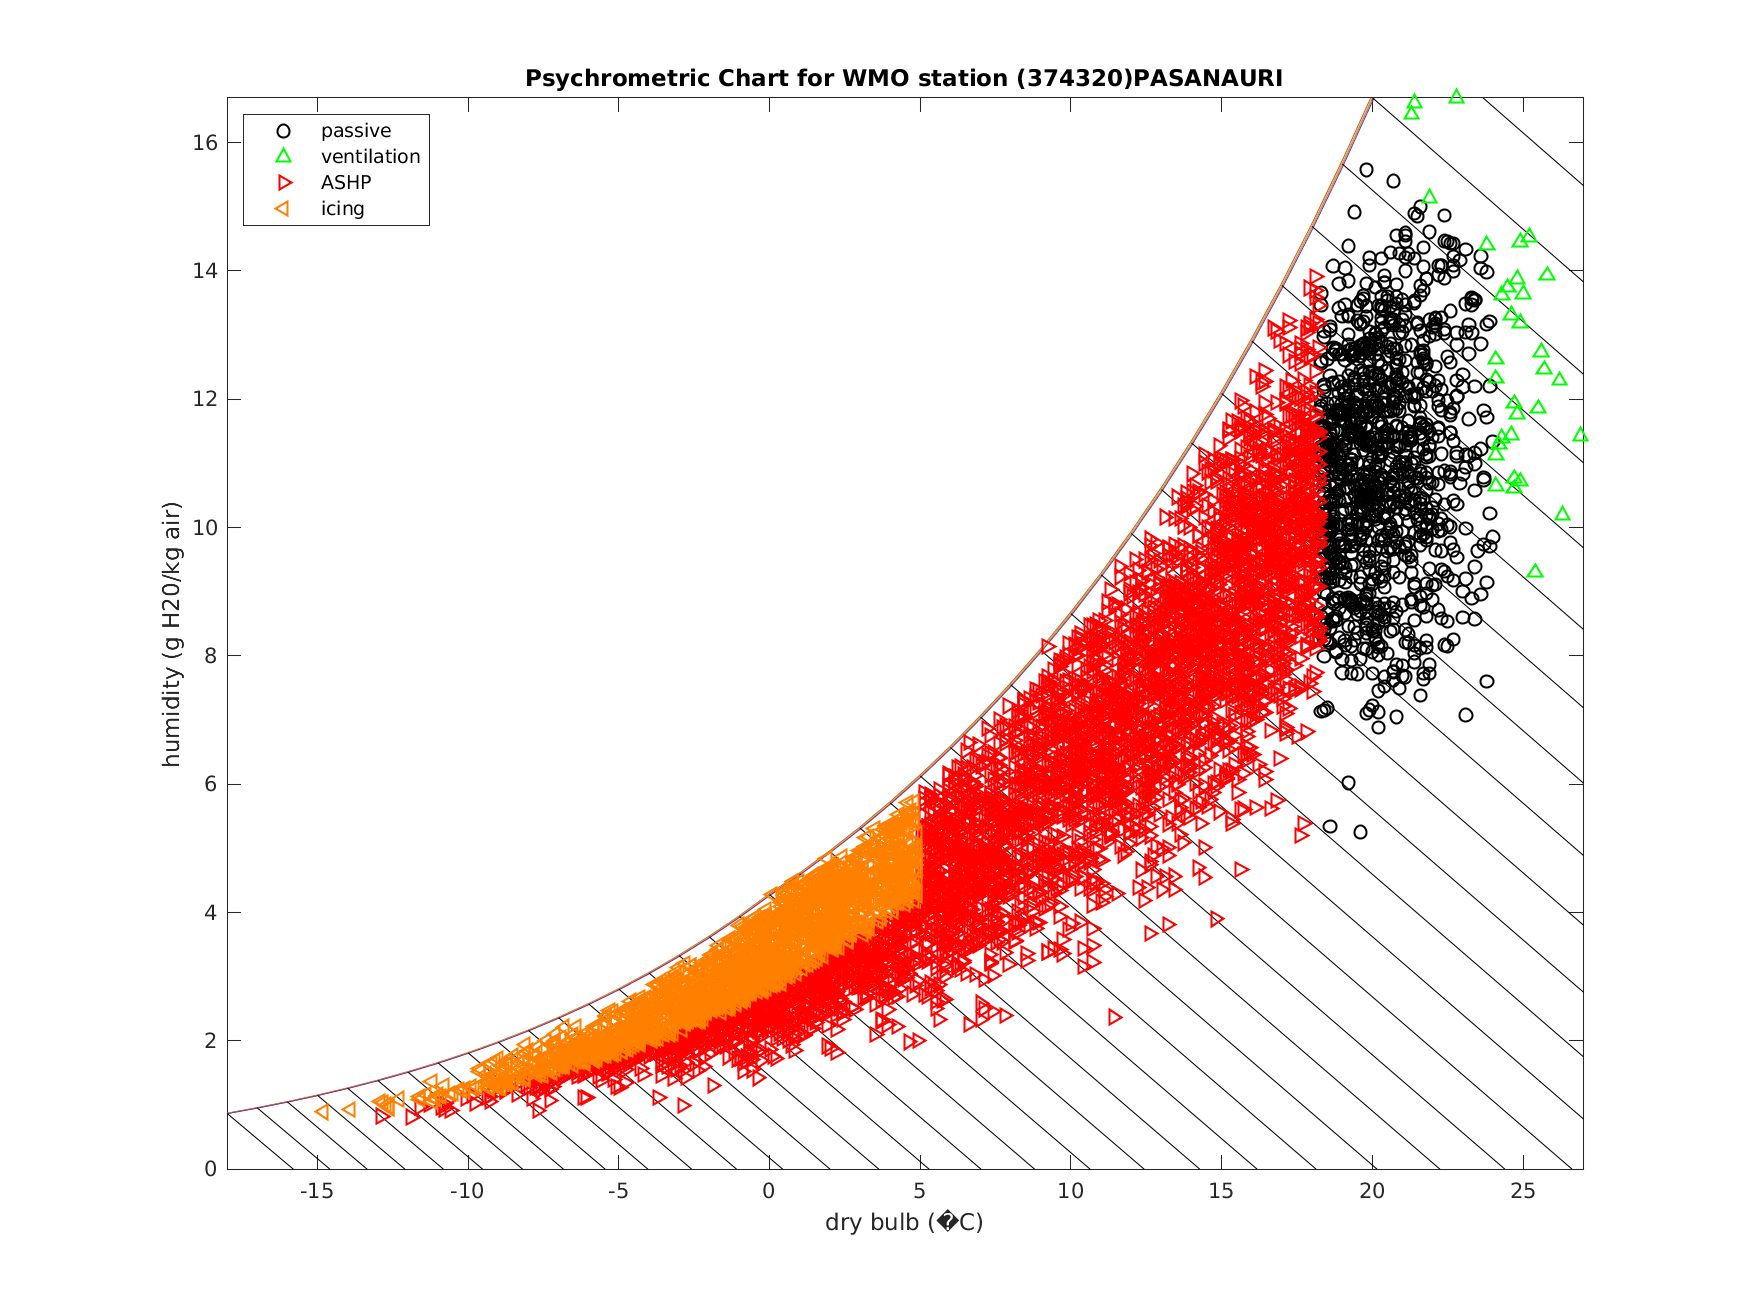 Psychrometric Chart for WMO station (374320)PASANAURI
passive
ventilation
ASHP
icing
humidity (g H20/kg air)
16
14
12
10
8
6
4
2
0
-15 -10 -5 0 5 10 15 20 25
dry bulb (�C)